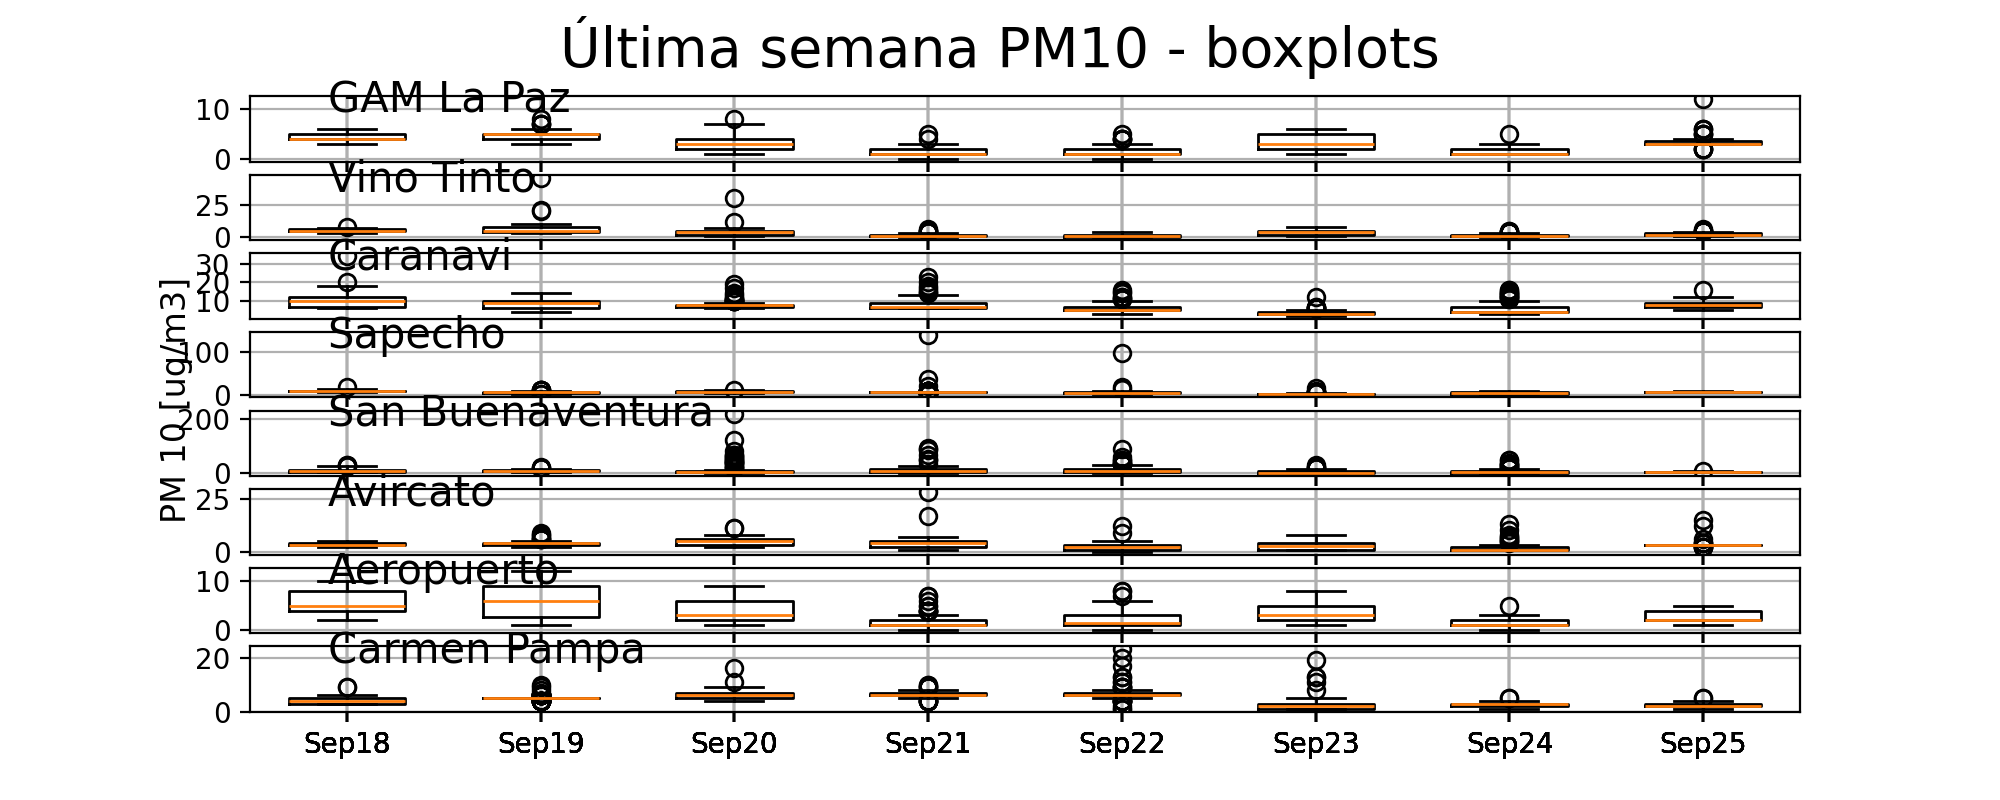 Última semana PM10 - boxplots
PM 10 [ug/m3]
GAM La Paz
10
0
Vino Tinto
25
0
Caranavi
30
20
10
Sapecho
100
0
San Buenaventura
200
0
Avircato
25
0
Aeropuerto
10
0
Carmen Pampa
20
0
Sep18 Sep19 Sep20 Sep21 Sep22 Sep23 Sep24 Sep25